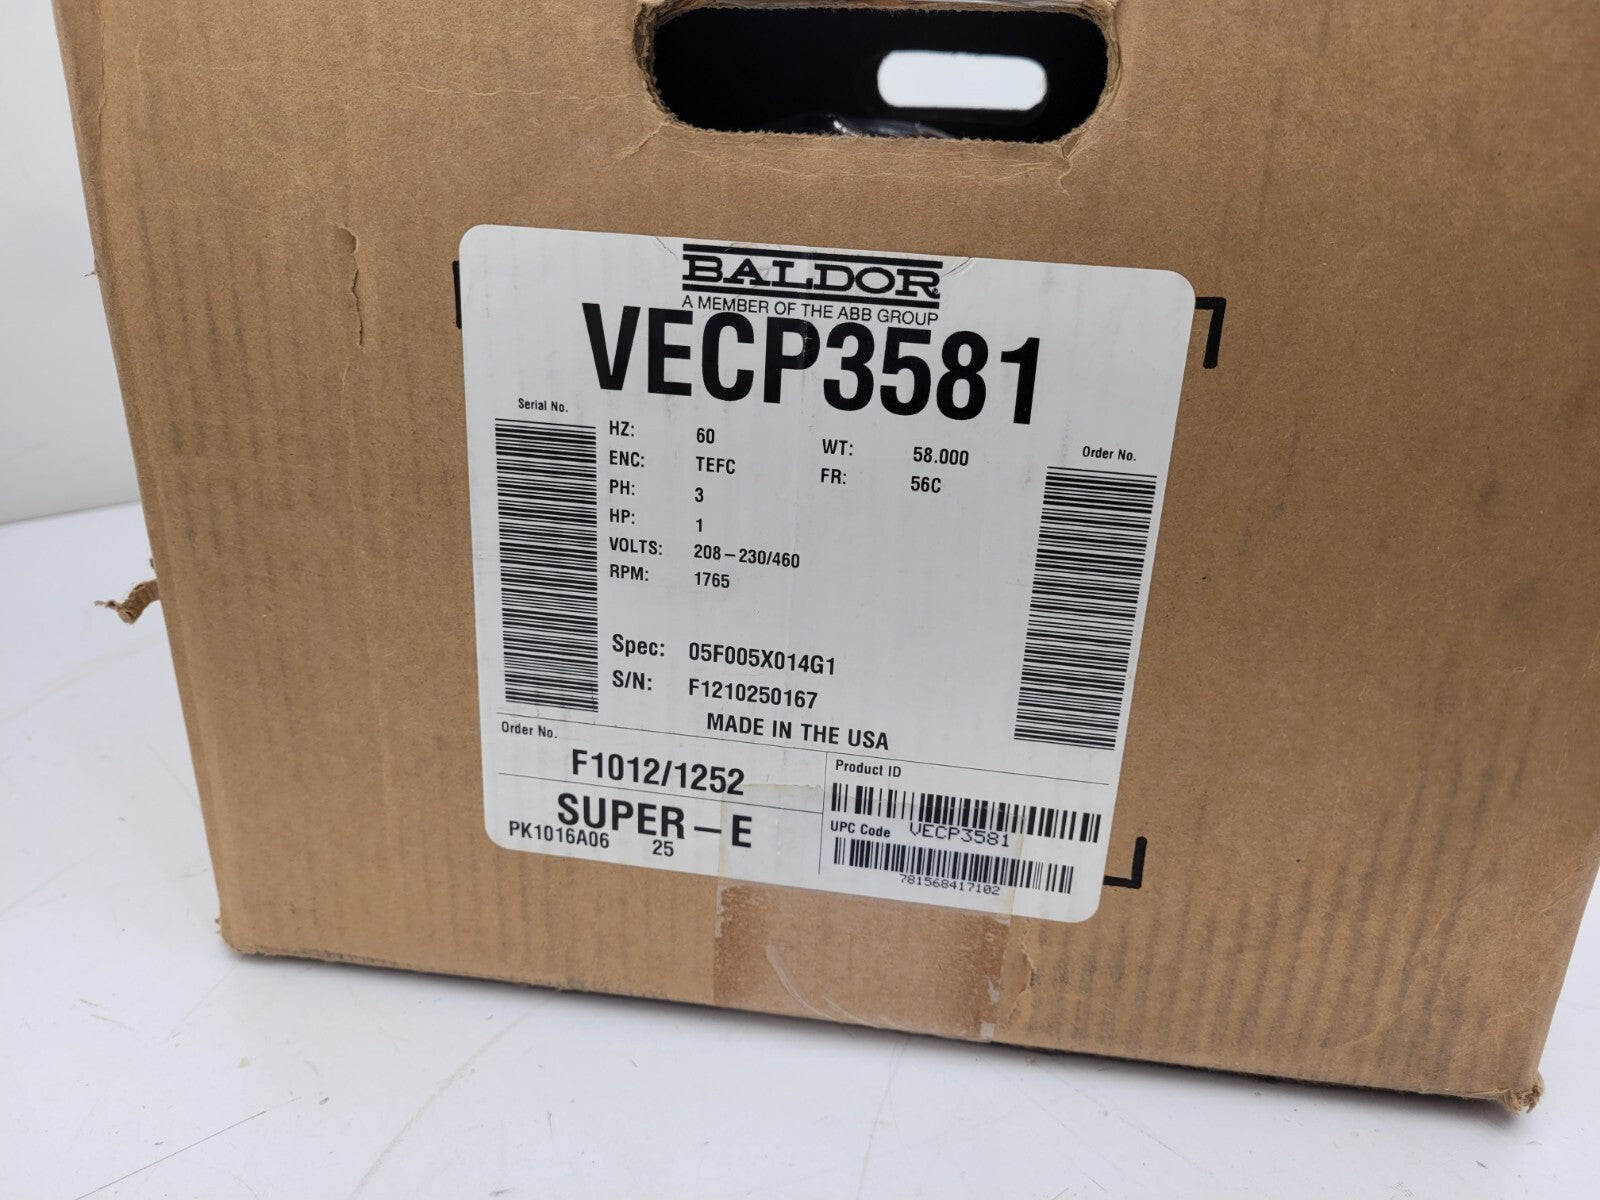 BALDOR
A MEMBER OF THE ABB GROUP
VECP3581
Serial No.
HZ: 60 WT: 58.000
Order No.
ENC: TEFC FR: 56C
PH: 3
HP: 1
VOLTS: 208-230/460
RPM: 1765
Spec: 05F005X014G1
S/N: F1210250167
MADE IN THE USA
Order No.
F1012/1252
Product ID
SUPER-E
UPC Code VECP3581
PK1016A06 25
781568417102